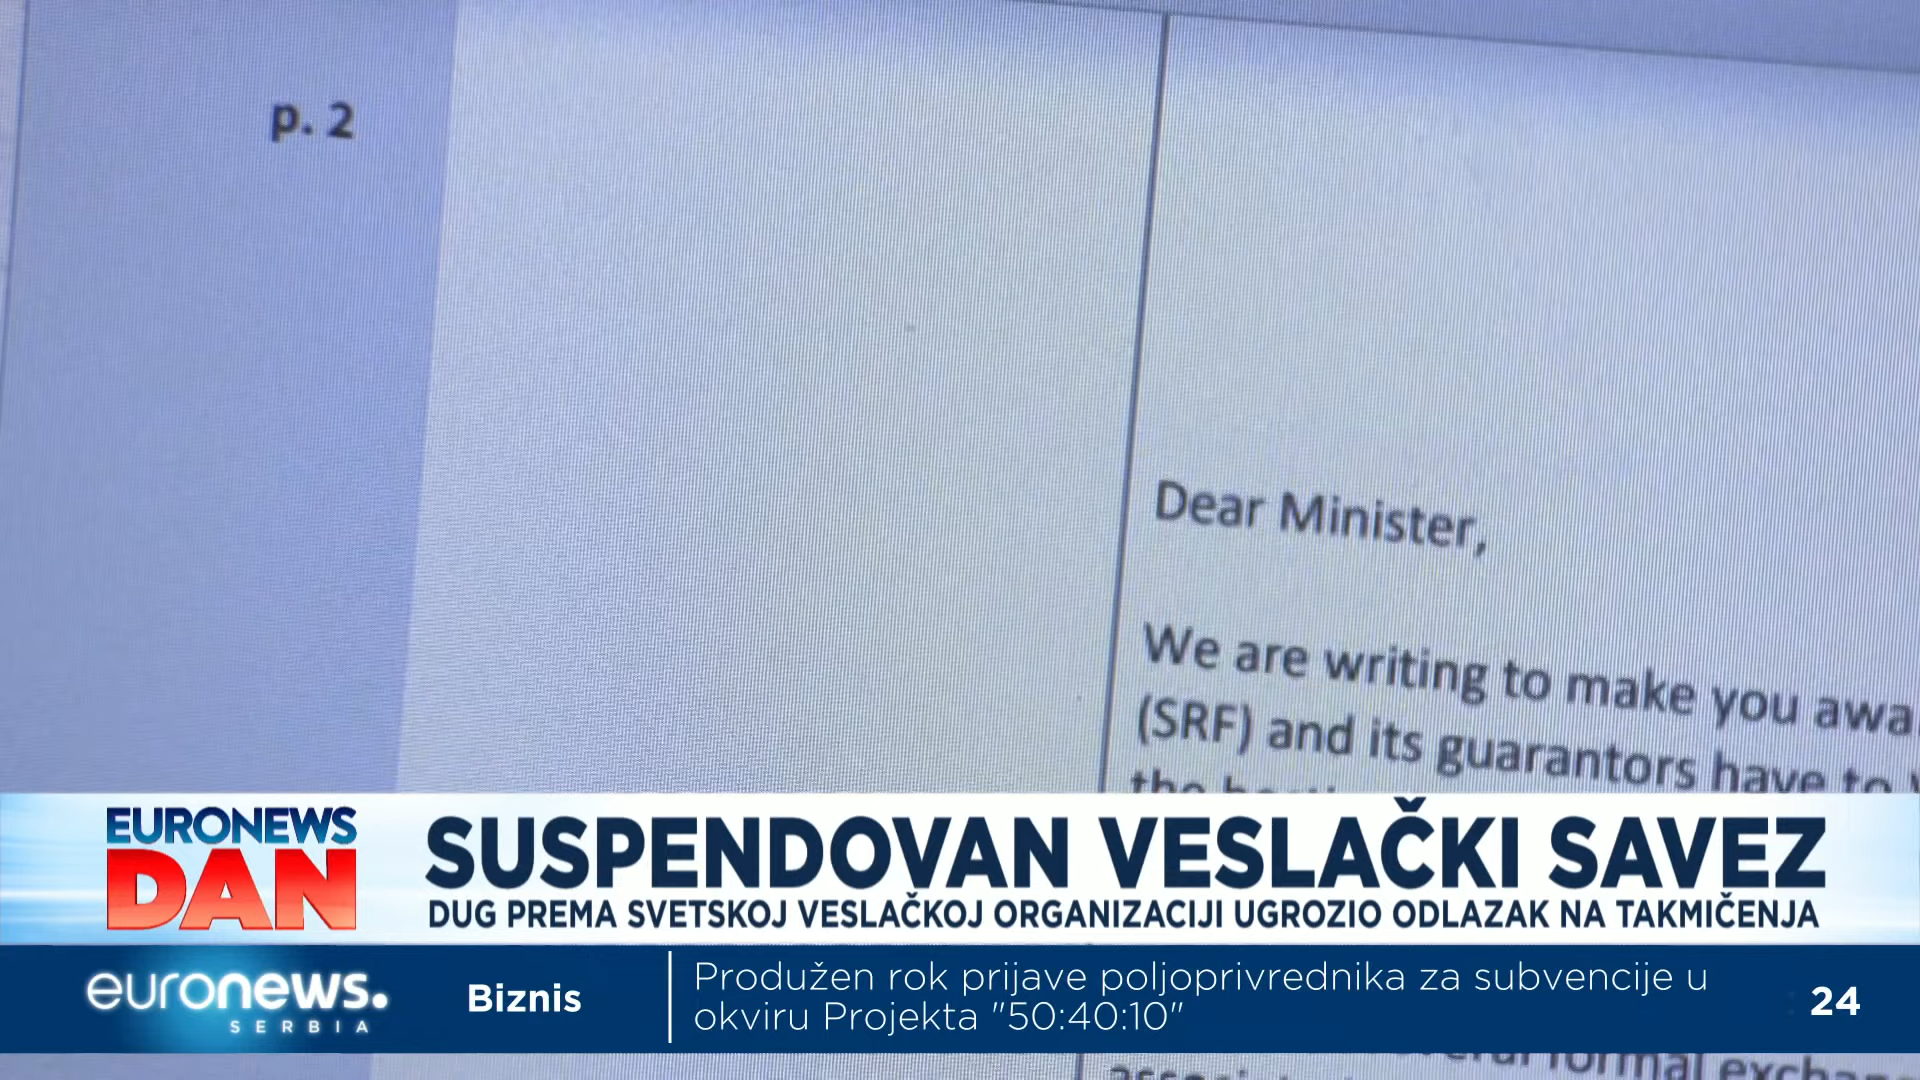 p. 2
Dear Minister,
We are writing to make you
(SRF) and its guarantors have to
EURONEWS
DAN
SUSPENDOVAN VESLAČKI SAVEZ
DUG PREMA SVETSKOJ VESLAČKOJ ORGANIZACIJI UGROZIO ODLAZAK NA TAKMIČENJA
euronews.
SERBIA
Biznis
Produžen rok prijave poljoprivrednika za subvencije u
okviru Projekta "50:40:10"
24
formal